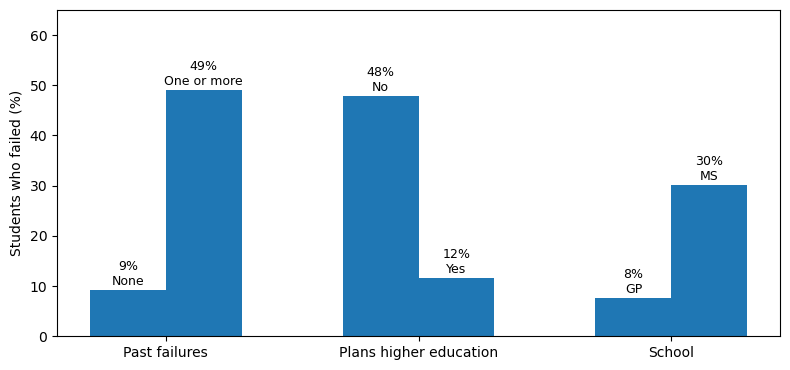 Students who failed (%)
60
50
40
30
20
10
0
9%
None
49%
One or more
48%
No
12%
Yes
8%
GP
30%
MS
Past failures
Plans higher education
School